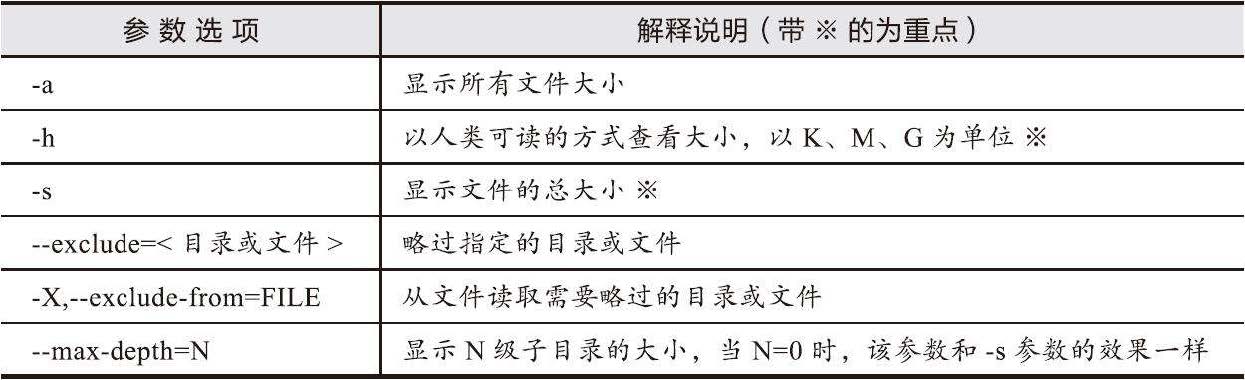 参数选项 解释说明（带 ※ 的为重点）
-a 显示所有文件大小
-h 以人类可读的方式查看大小，以 K、M、G 为单位 ※
-s 显示文件的总大小 ※
--exclude=< 目录或文件 > 略过指定的目录或文件
-X,--exclude-from=FILE 从文件读取需要略过的目录或文件
--max-depth=N 显示 N 级子目录的大小，当 N=0 时，该参数和 -s 参数的效果一样